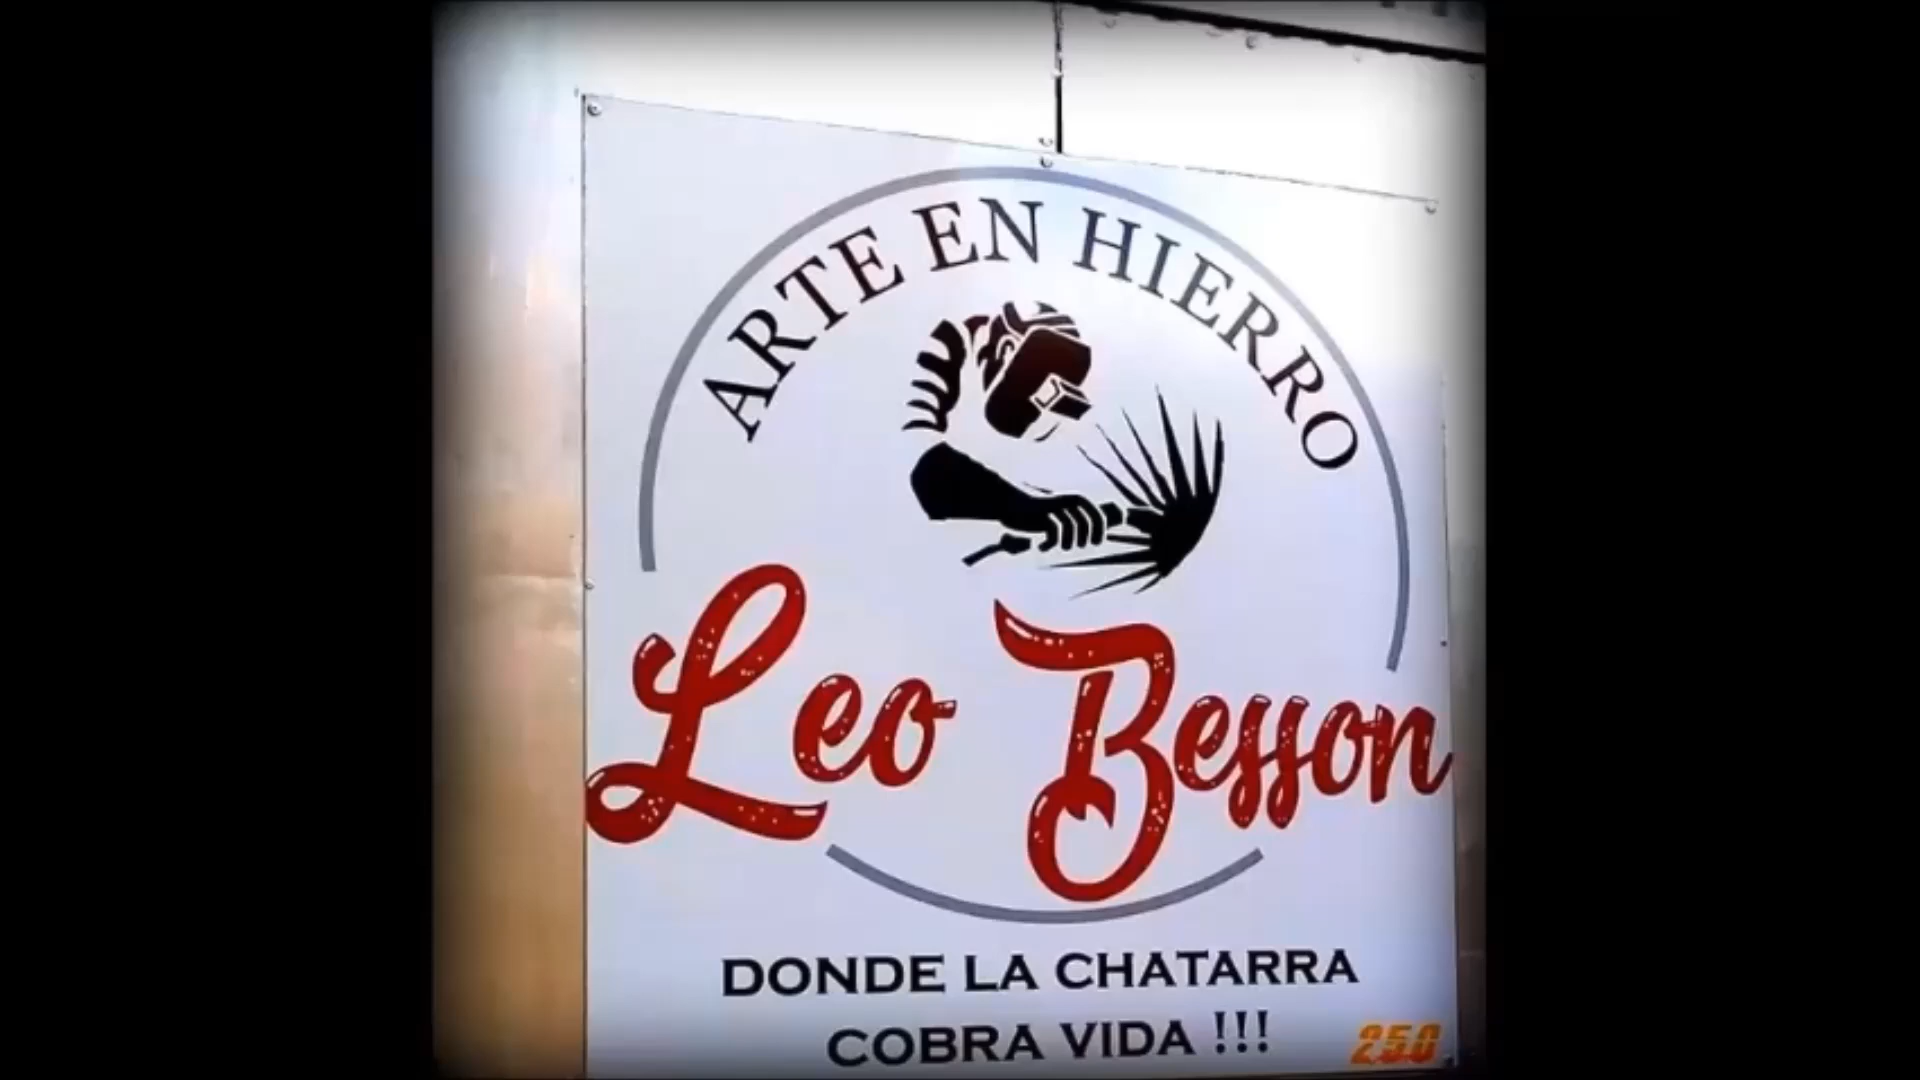 ARTE EN HIERRO
Leo Besson
DONDE LA CHATARRA
COBRA VIDA !!!
250